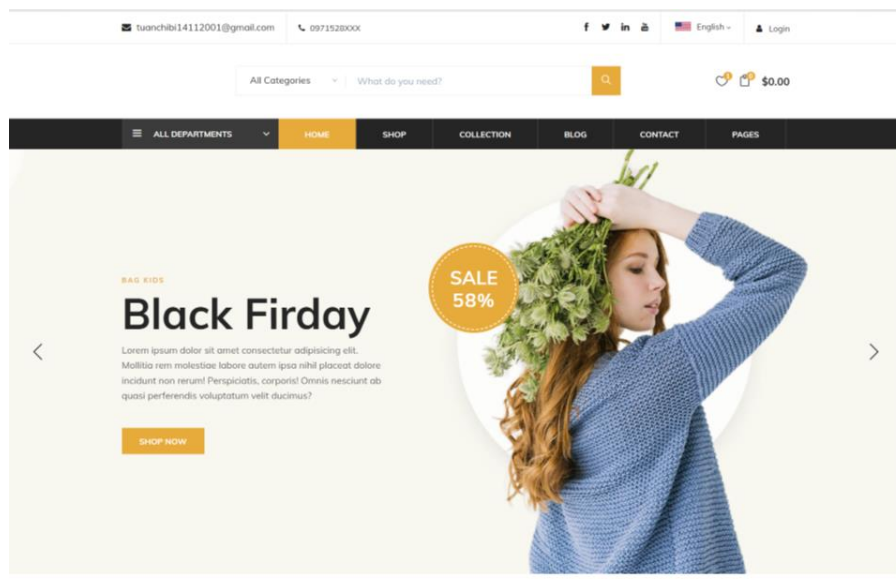 tuanchibi14112001@gmail.com
0971528XXX
English
Login
All Categories
What do you need?
$0.00
ALL DEPARTMENTS
HOME
SHOP
COLLECTION
BLOG
CONTACT
PAGES
BAG KIDS
SALE
58%
Black Firday
Lorem ipsum dolor sit amet consectetur adipisicing elit.
Mollitia rem molestiae labore autem ipsa nihil placeat dolore
incidunt non rerum! Perspiciatis, corporis! Omnis nesciunt ab
quasi perferendis voluptatum velit ducimus?
SHOP NOW